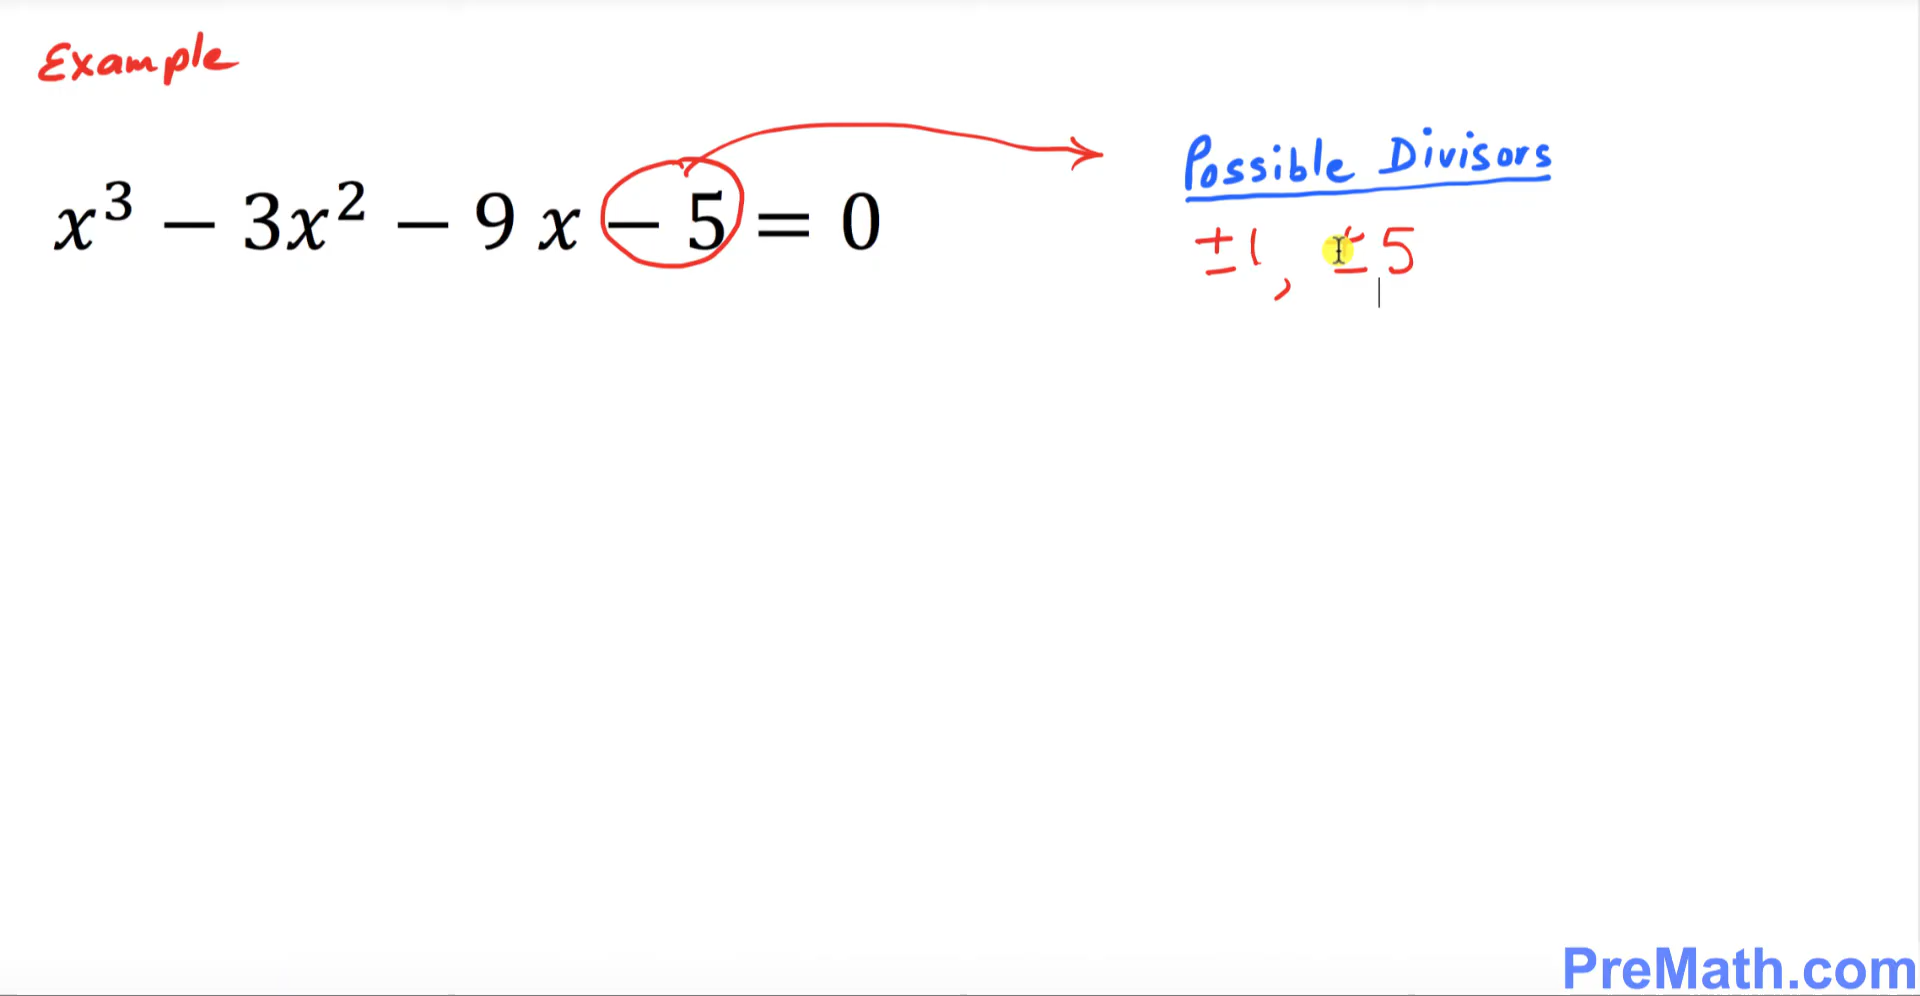 Example
x³ − 3x² − 9 x − 5 = 0
Possible Divisors
±1, ±5
PreMath.com